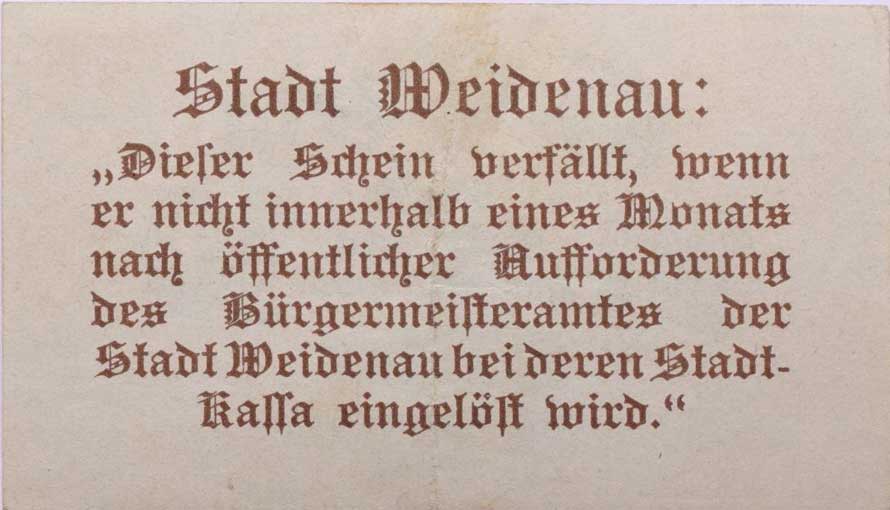 Stadt Weidenau:
„Dieſer Schein verfällt, wenn
er nicht innerhalb eines Monats
nach öffentlicher Aufforderung
des Bürgermeiſteramtes der
Stadt Weidenau bei deren Stadt-
Kaſſa eingelöſt wird.“